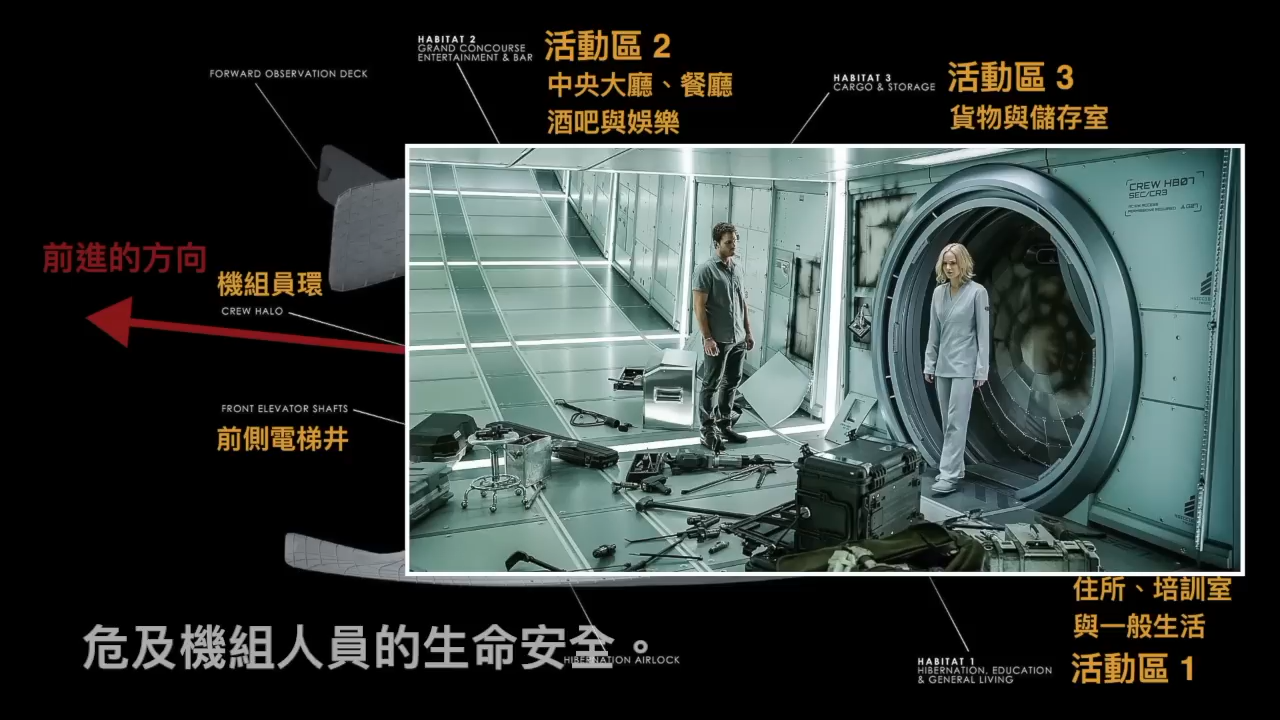 HABITAT 2
GRAND CONCOURSE
ENTERTAINMENT & BAR
活動區 2
中央大廳、餐廳
酒吧與娛樂
FORWARD OBSERVATION DECK
HABITAT 3
CARGO & STORAGE
活動區 3
貨物與儲存室
CREW H807
SEC/CR3
前進的方向
機組員環
CREW HALO
FRONT ELEVATOR SHAFTS
前側電梯井
住所、培訓室
與一般生活
活動區 1
危及機組人員的生命安全。
HIBERNATION AIRLOCK
HABITAT 1
HIBERNATION, EDUCATION
& GENERAL LIVING